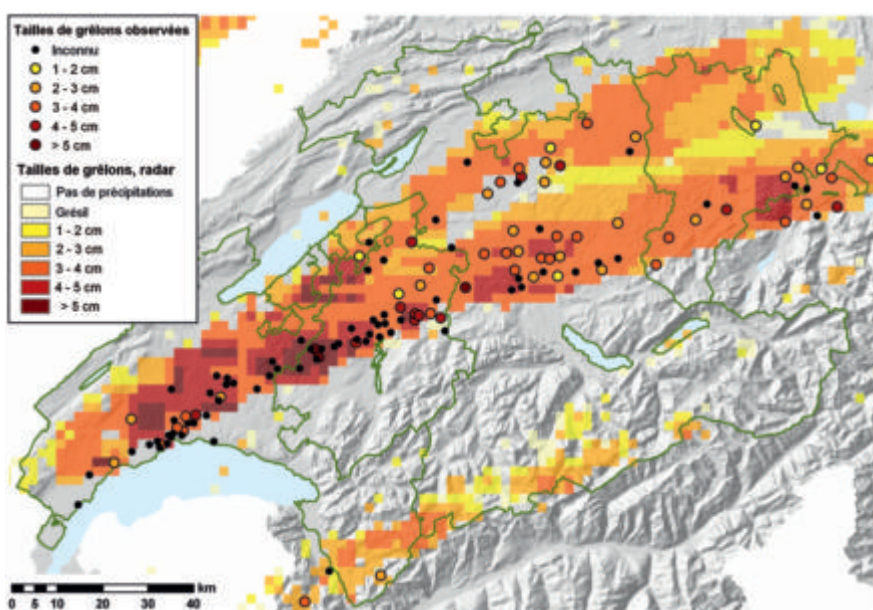 Tailles de grêlons observées
Inconnu
1 - 2 cm
2 - 3 cm
3 - 4 cm
4 - 5 cm
> 5 cm
Tailles de grêlons, radar
Pas de précipitations
Grésil
1 - 2 cm
2 - 3 cm
3 - 4 cm
4 - 5 cm
> 5 cm
km
0 5 10 20 30 40